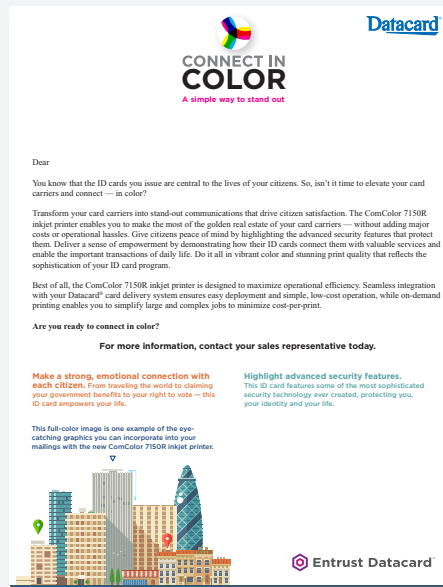 Datacard®
CONNECT IN
COLOR
A simple way to stand out
Dear
You know that the ID cards you issue are central to the lives of your citizens. So, isn't it time to elevate your card
carriers and connect — in color?
Transform your card carriers into stand-out communications that drive citizen satisfaction. The ComColor 7150R
inkjet printer enables you to make the most of the golden real estate of your card carriers — without adding major
costs or operational hassles. Give citizens peace of mind by highlighting the advanced security features that protect
them. Deliver a sense of empowerment by demonstrating how their ID cards connect them with valuable services and
enable the important transactions of daily life. Do it all in vibrant color and stunning print quality that reflects the
sophistication of your ID card program.
Best of all, the ComColor 7150R inkjet printer is designed to maximize operational efficiency. Seamless integration
with your Datacard® card delivery system ensures easy deployment and simple, low-cost operation, while on-demand
printing enables you to simplify large and complex jobs to minimize cost-per-print.
Are you ready to connect in color?
For more information, contact your sales representative today.
Make a strong, emotional connection with
each citizen. From traveling the world to claiming
your government benefits to your right to vote — this
ID card empowers your life.
Highlight advanced security features.
This ID card features some of the most sophisticated
security technology ever created, protecting you,
your identity and your life.
This full-color image is one example of the eye-
catching graphics you can incorporate into your
mailings with the new ComColor 7150R inkjet printer.
Entrust Datacard